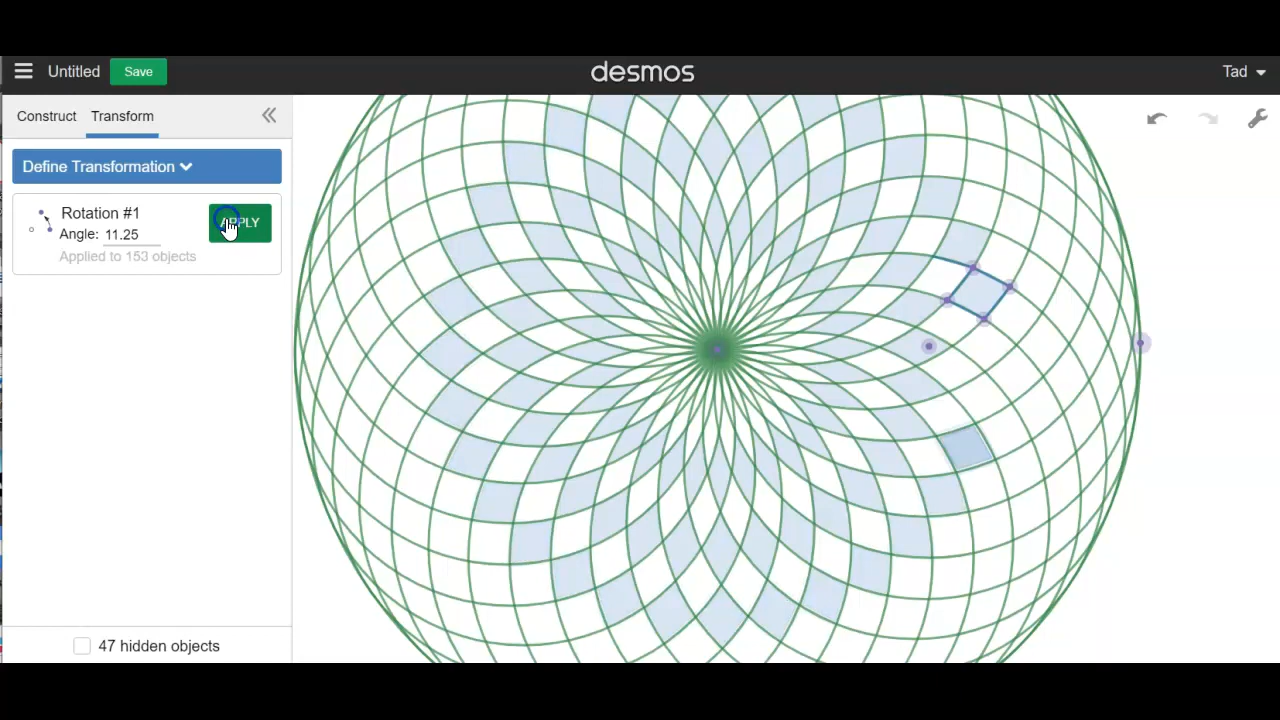 Untitled
Save
desmos
Tad
Construct
Transform
Define Transformation
Rotation #1
Angle: 11.25
APPLY
Applied to 153 objects
47 hidden objects